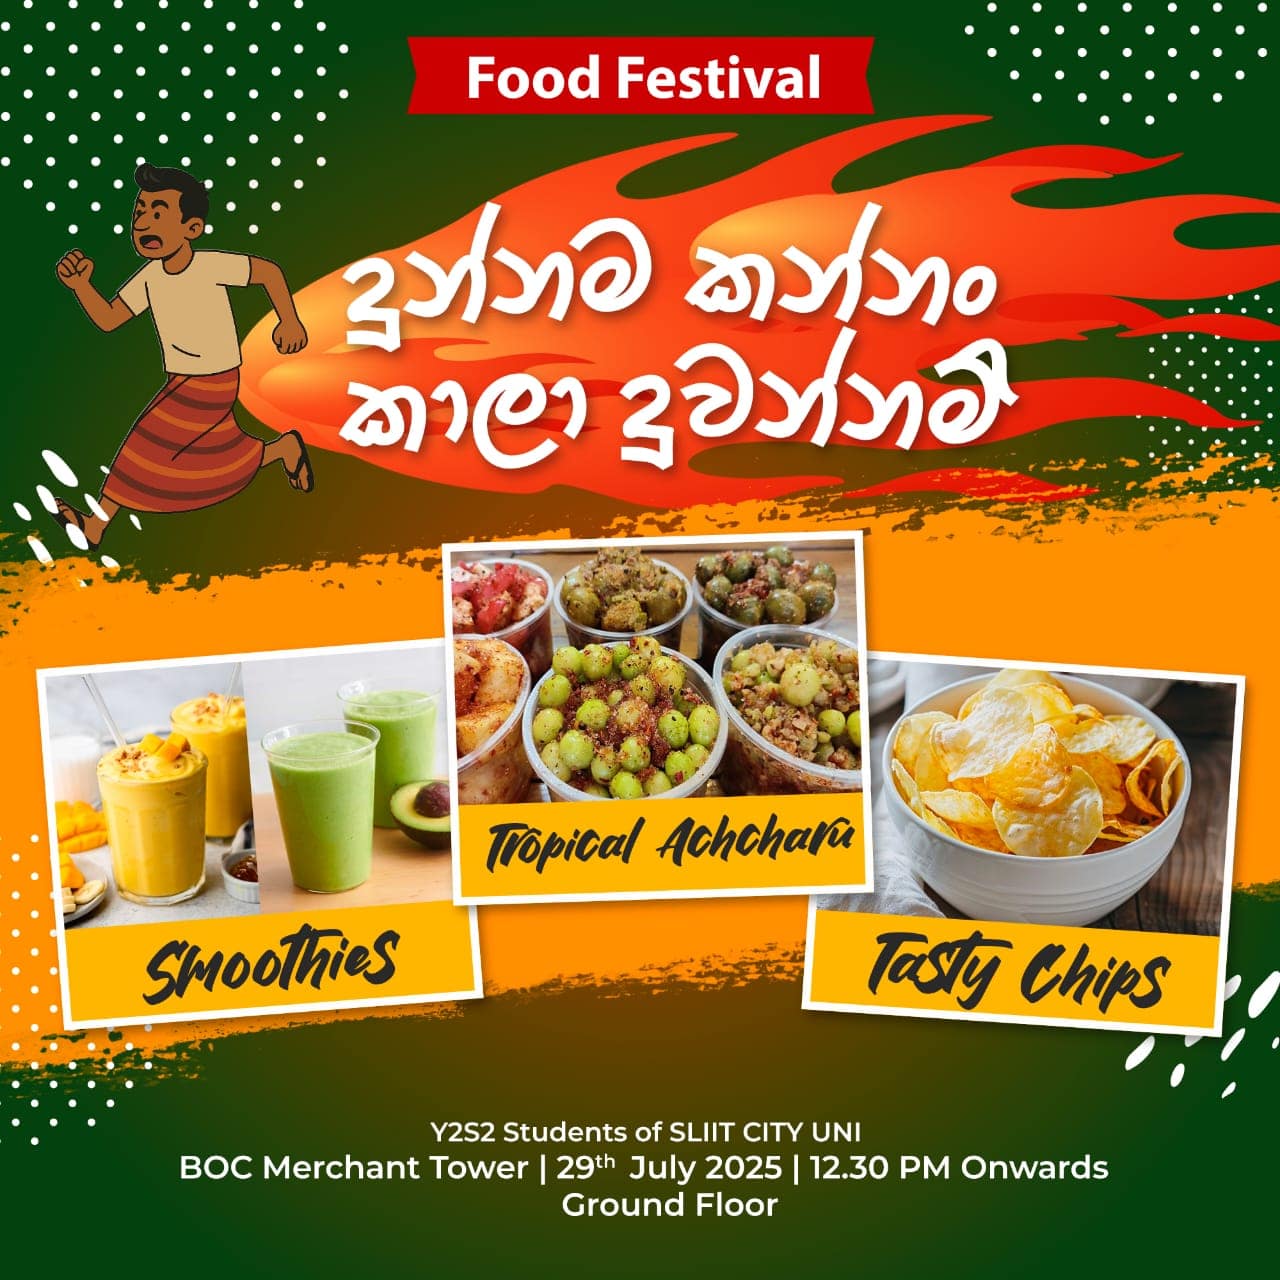 Food Festival
දුන්නම කන්නං
කාලා දුවන්නම්
Tropical Achcharu
Smoothies
Tasty Chips
Y2S2 Students of SLIIT CITY UNI
BOC Merchant Tower | 29th July 2025 | 12.30 PM Onwards
Ground Floor